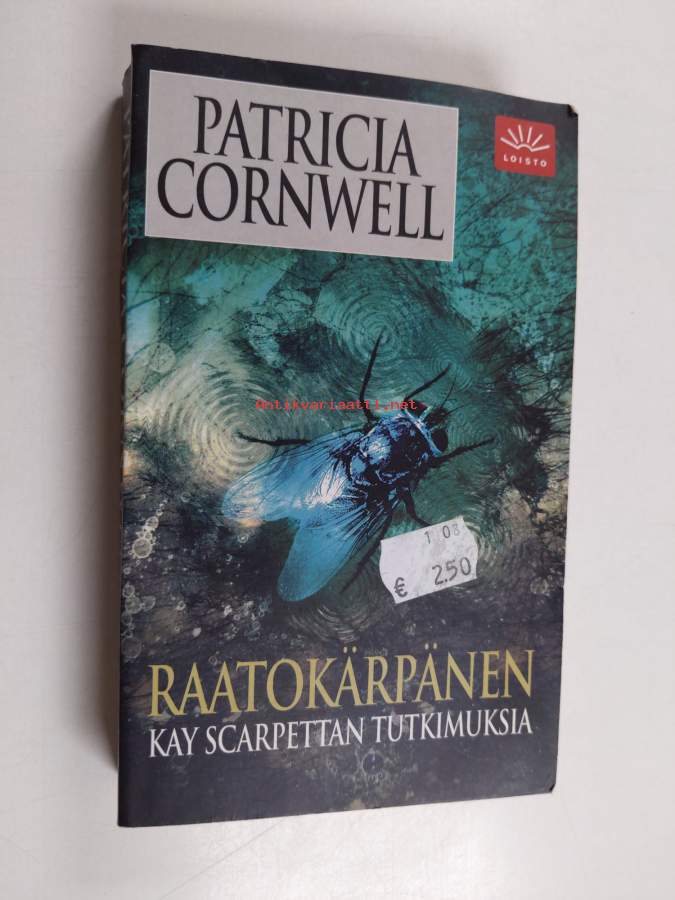 PATRICIA
CORNWELL
LOISTO
Antikvariaatti.net
1 08
€ 2.50
RAATOKÄRPÄNEN
KAY SCARPETTAN TUTKIMUKSIA